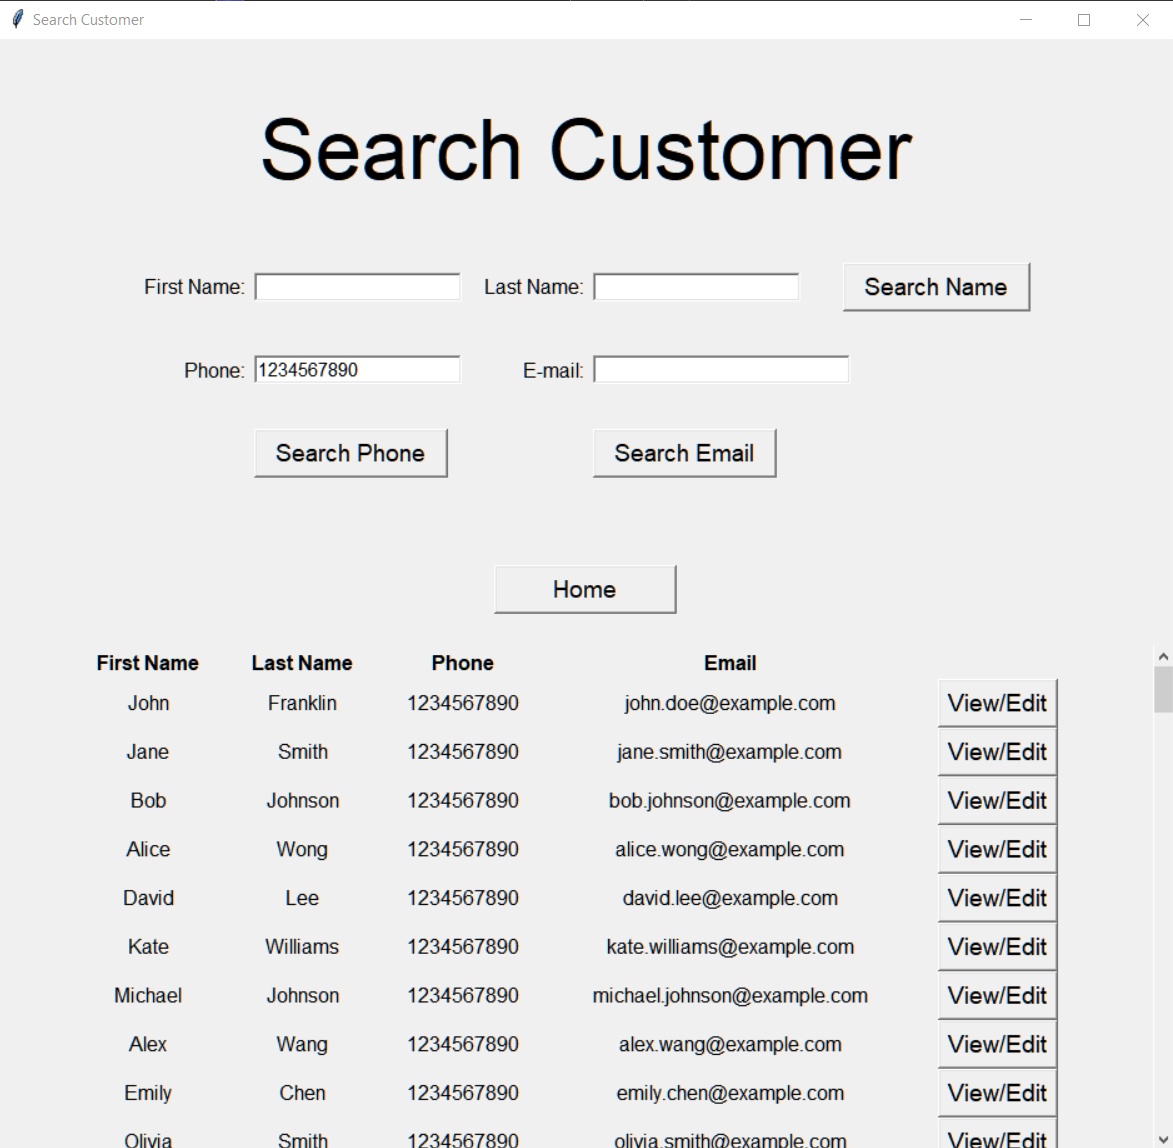 Search Customer
Search Customer
First Name: Last Name: Search Name
Phone: 1234567890 E-mail:
Search Phone Search Email
Home
First Name Last Name Phone Email
John Franklin 1234567890 john.doe@example.com View/Edit
Jane Smith 1234567890 jane.smith@example.com View/Edit
Bob Johnson 1234567890 bob.johnson@example.com View/Edit
Alice Wong 1234567890 alice.wong@example.com View/Edit
David Lee 1234567890 david.lee@example.com View/Edit
Kate Williams 1234567890 kate.williams@example.com View/Edit
Michael Johnson 1234567890 michael.johnson@example.com View/Edit
Alex Wang 1234567890 alex.wang@example.com View/Edit
Emily Chen 1234567890 emily.chen@example.com View/Edit
Olivia Smith 1234567890 olivia.smith@example.com View/Edit